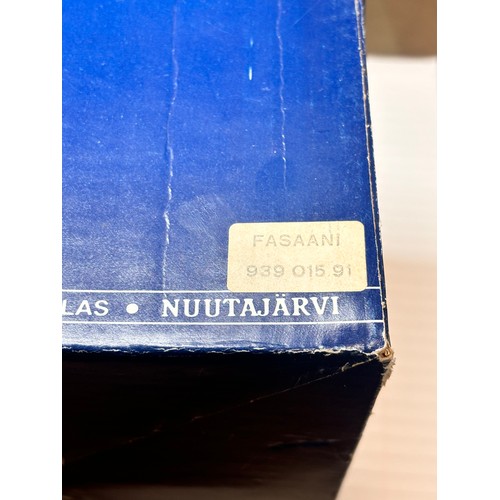 FASAANI
939 015.91
LAS • NUUTAJÄRVI